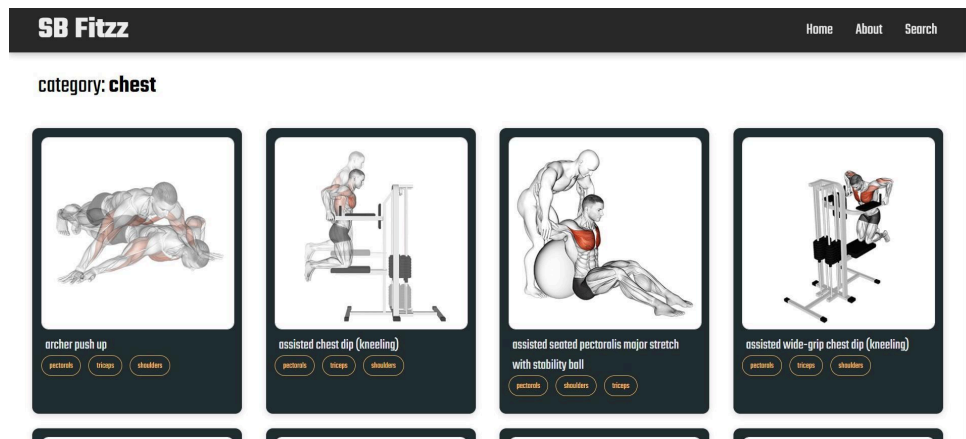 SB Fitzz
Home About Search
category: chest
archer push up
pectorals triceps shoulders
assisted chest dip (kneeling)
pectorals triceps shoulders
assisted seated pectoralis major stretch
with stability ball
pectorals shoulders triceps
assisted wide-grip chest dip (kneeling)
pectorals triceps shoulders